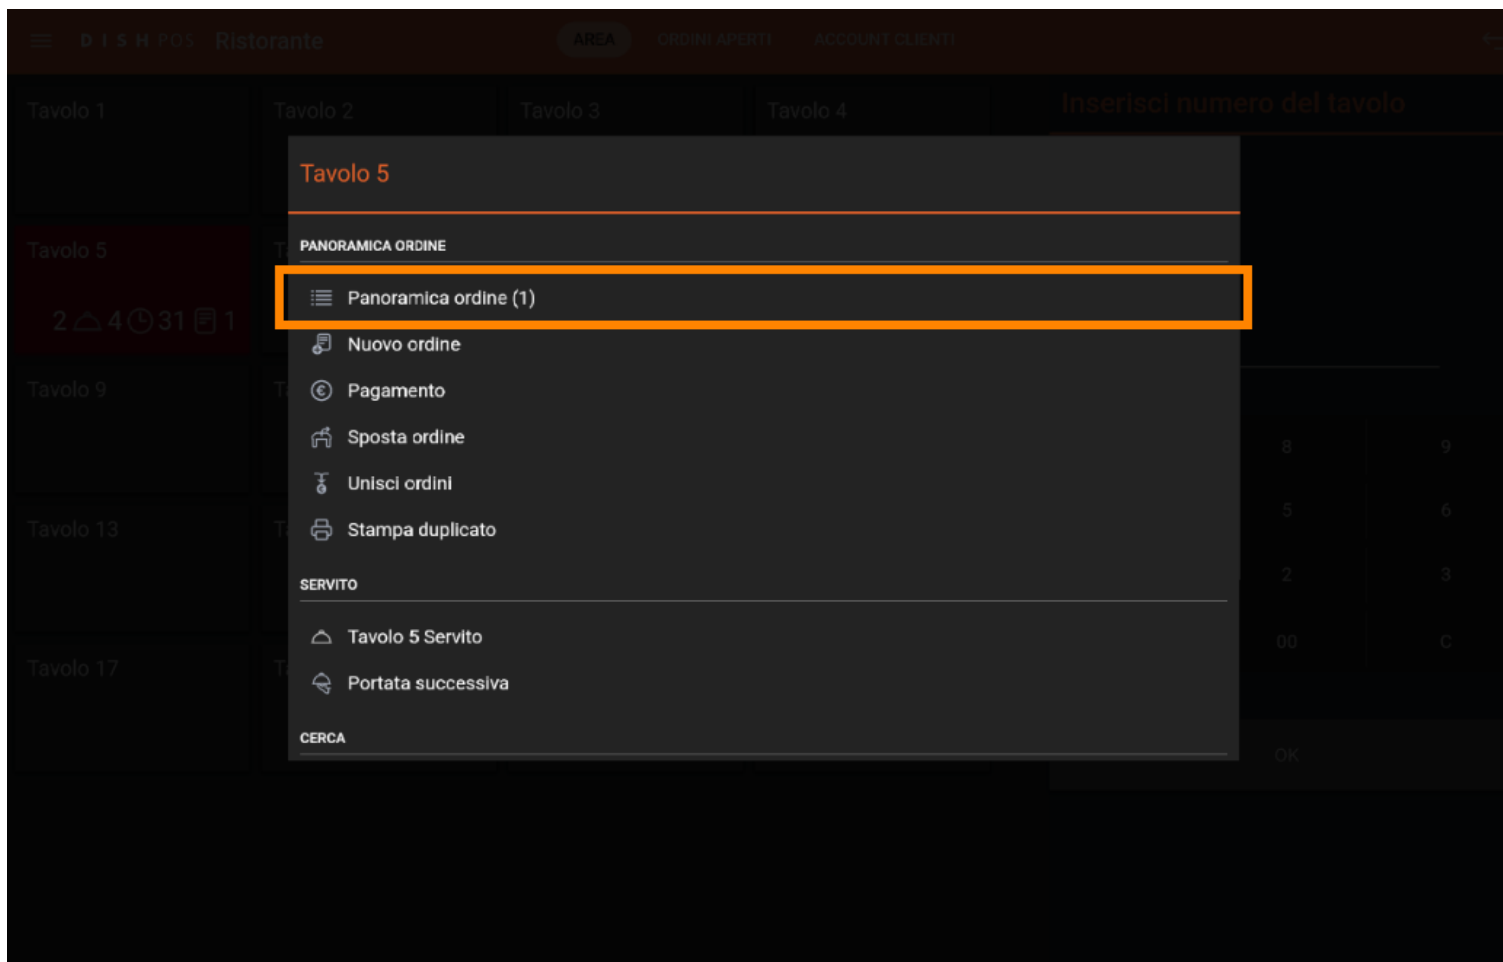 DISH POS Ristorante
AREA
ORDINI APERTI
ACCOUNT CLIENTI
Tavolo 1
Tavolo 2
Tavolo 3
Tavolo 4
Inserisci numero del tavolo
Tavolo 5
PANORAMICA ORDINE
Panoramica ordine (1)
Nuovo ordine
Pagamento
Sposta ordine
Unisci ordini
Stampa duplicato
SERVITO
Tavolo 5 Servito
Portata successiva
CERCA
Tavolo 5
2 4 31 1
Tavolo 9
Tavolo 13
Tavolo 17
8 9
5 6
2 3
00 C
OK